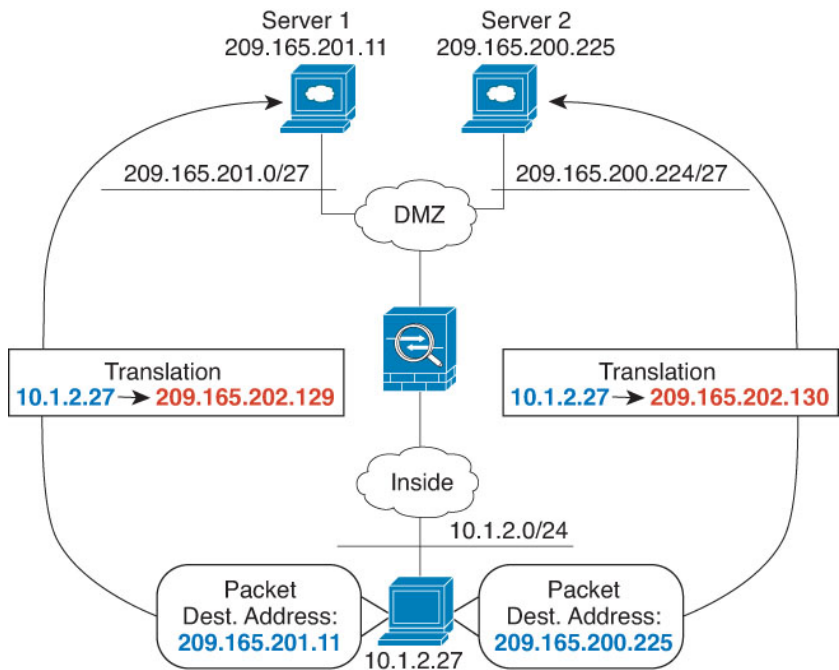 Server 1
209.165.201.11
Server 2
209.165.200.225
209.165.201.0/27
209.165.200.224/27
DMZ
Translation
10.1.2.27 → 209.165.202.129
Translation
10.1.2.27 → 209.165.202.130
Inside
10.1.2.0/24
Packet
Dest. Address:
209.165.201.11
Packet
Dest. Address:
209.165.200.225
10.1.2.27